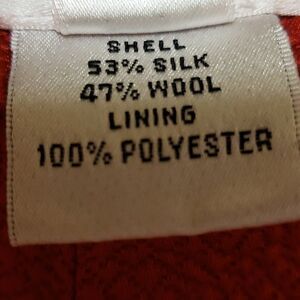 SHELL
53% SILK
47% WOOL
LINING
100% POLYESTER